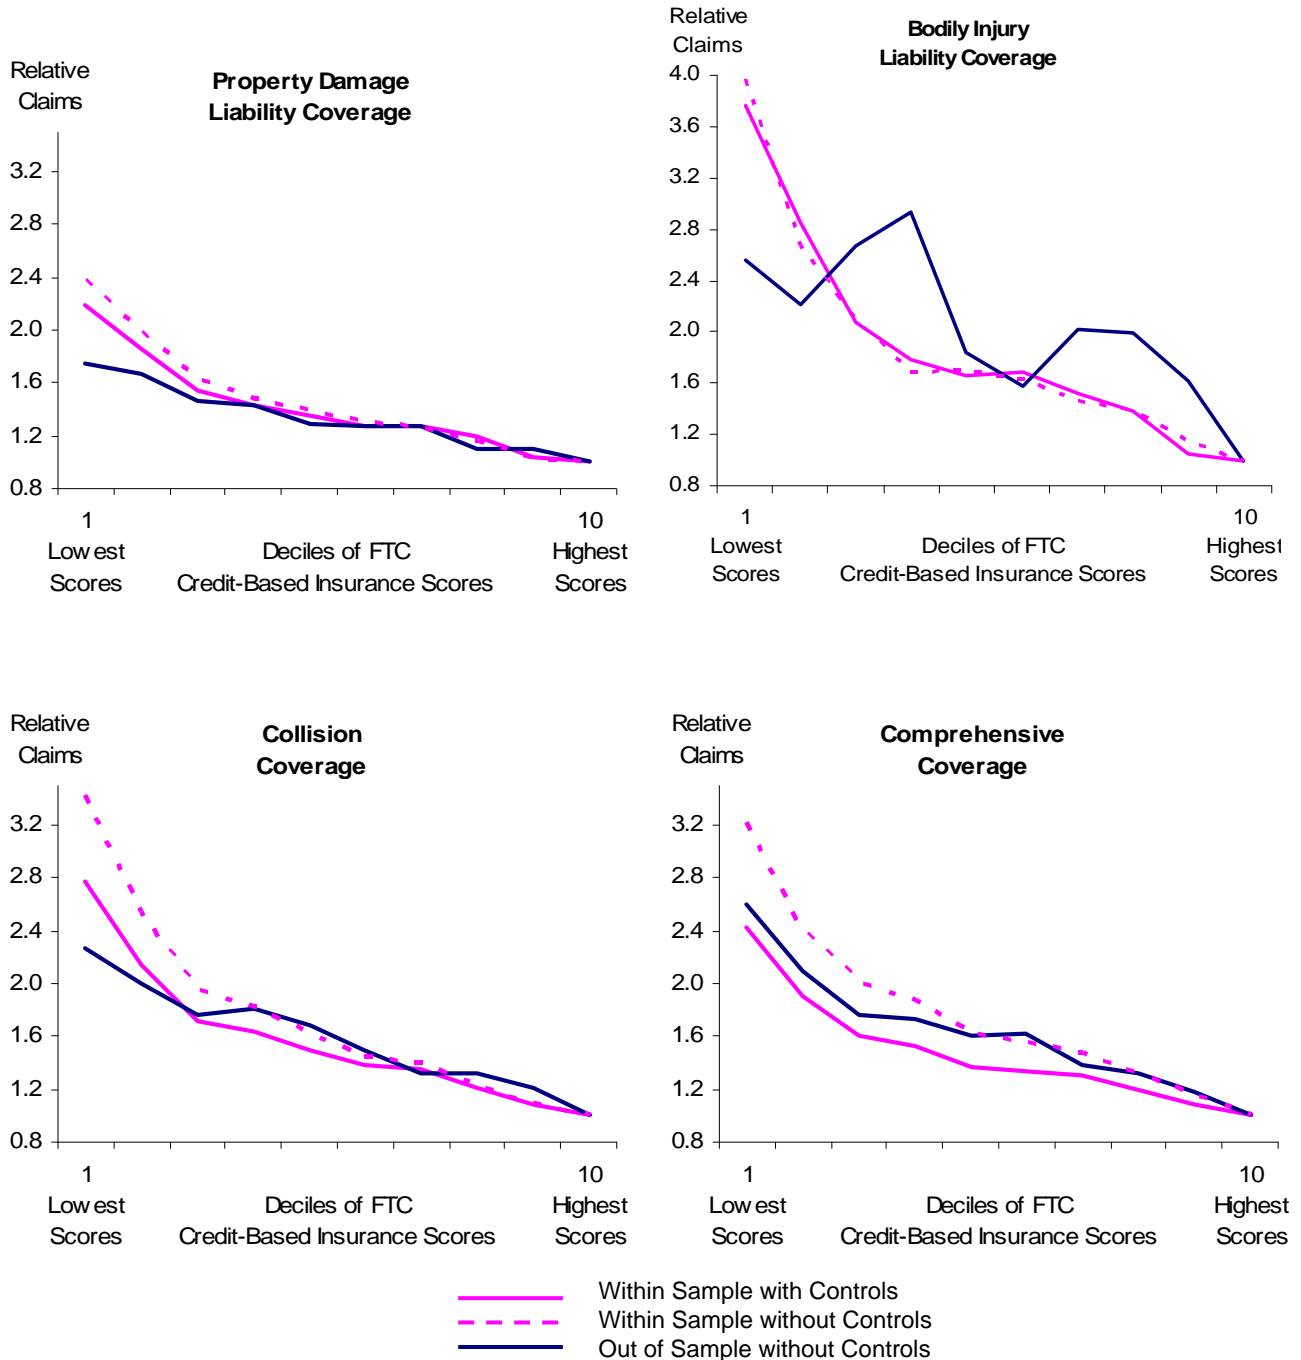 Relative
Claims
Property Damage
Liability Coverage
3.2
2.8
2.4
2.0
1.6
1.2
0.8
1
10
Lowest
Scores
Deciles of FTC
Credit-Based Insurance Scores
Highest
Scores
Relative
Claims
Bodily Injury
Liability Coverage
4.0
3.6
3.2
2.8
2.4
2.0
1.6
1.2
0.8
1
10
Lowest
Scores
Deciles of FTC
Credit-Based Insurance Scores
Highest
Scores
Relative
Claims
Collision
Coverage
3.2
2.8
2.4
2.0
1.6
1.2
0.8
1
10
Lowest
Scores
Deciles of FTC
Credit-Based Insurance Scores
Highest
Scores
Relative
Claims
Comprehensive
Coverage
3.2
2.8
2.4
2.0
1.6
1.2
0.8
1
10
Lowest
Scores
Deciles of FTC
Credit-Based Insurance Scores
Highest
Scores
Within Sample with Controls
Within Sample without Controls
Out of Sample without Controls